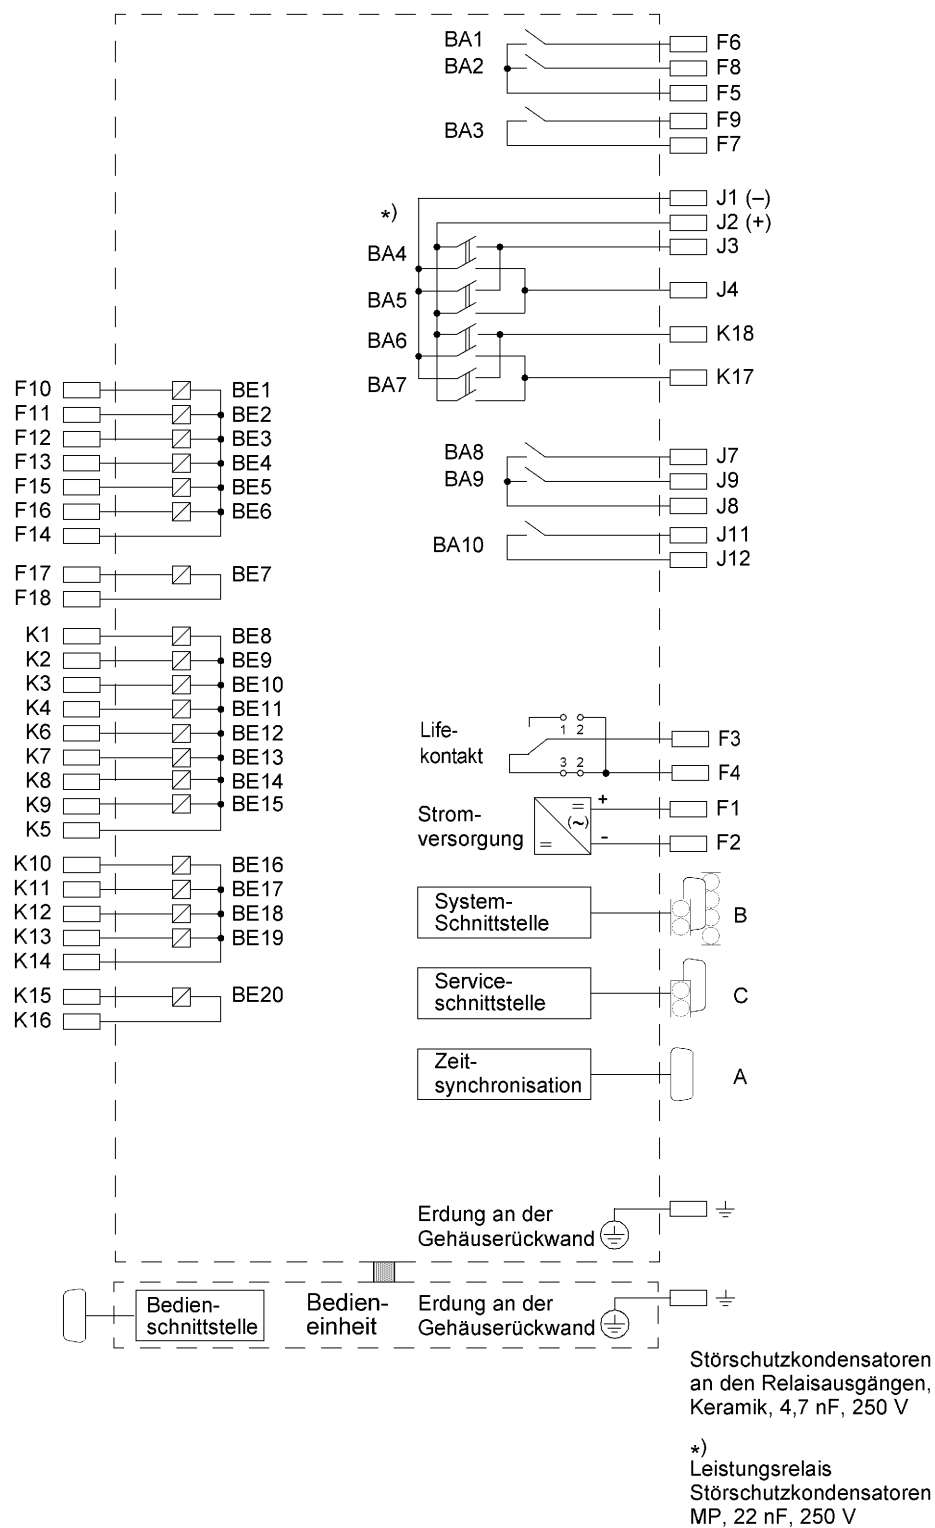 BA1
F6
BA2
F8
F5
F9
BA3
F7
J1 (–)
*)
J2 (+)
BA4
J3
BA5
J4
BA6
K18
BA7
K17
F10
BE1
F11
BE2
F12
BE3
F13
BE4
F15
BE5
F16
BE6
F14
BA8
J7
BA9
J9
J8
J11
BA10
J12
F17
BE7
F18
K1
BE8
K2
BE9
K3
BE10
K4
BE11
K6
BE12
K7
BE13
K8
BE14
K9
BE15
K5
Life-
kontakt
1 2
3 2
F3
F4
Strom-
versorgung
=
(~)
=
+
-
F1
F2
K10
BE16
K11
BE17
K12
BE18
K13
BE19
K14
K15
BE20
K16
System-
Schnittstelle
B
Service-
schnittstelle
C
Zeit-
synchronisation
A
Erdung an der
Gehäuserückwand
Bedien-
schnittstelle
Bedien-
einheit
Erdung an der
Gehäuserückwand
Störschutzkondensatoren
an den Relaisausgängen,
Keramik, 4,7 nF, 250 V
*)
Leistungsrelais
Störschutzkondensatoren
MP, 22 nF, 250 V